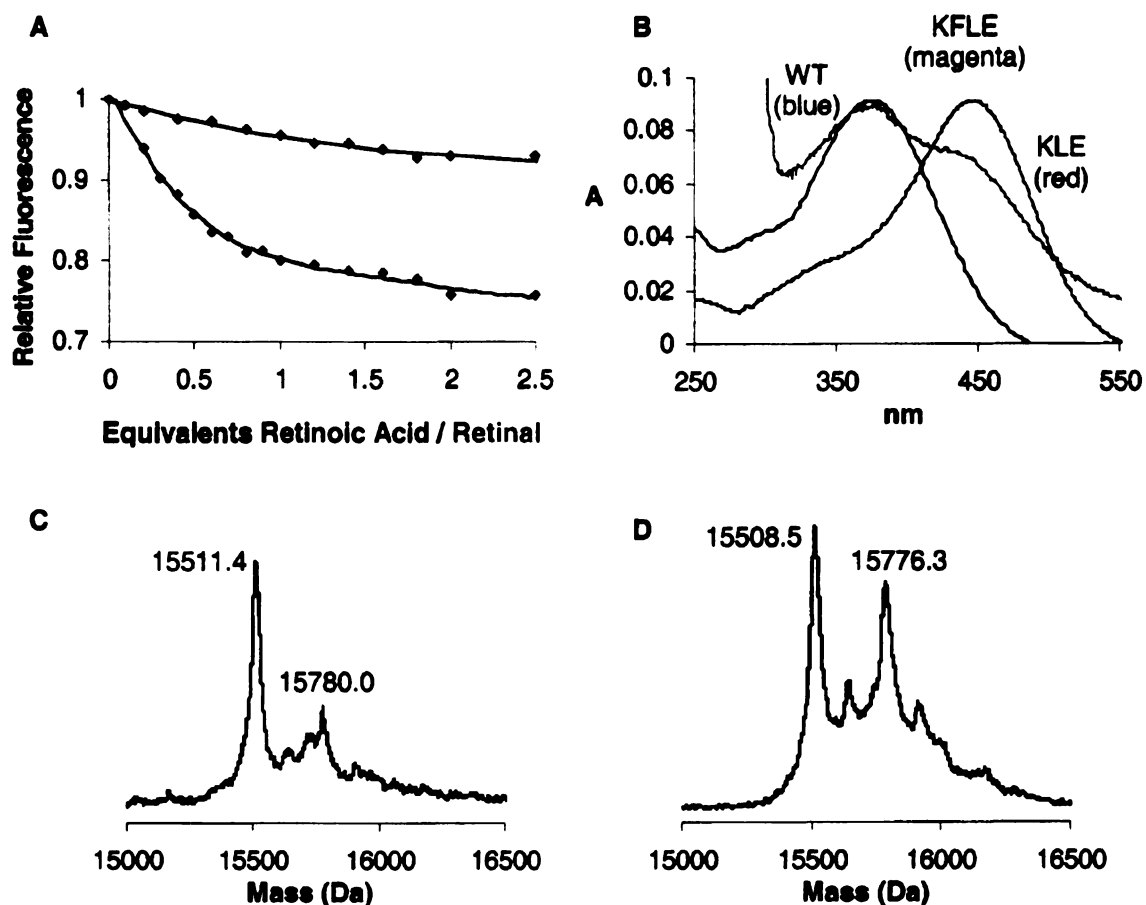 A
Relative Fluorescence
1
0.9
0.8
0.7
0 0.5 1 1.5 2 2.5
Equivalents Retinoic Acid / Retinal
B
KFLE
(magenta)
WT
(blue)
KLE
(red)
A
0.1
0.08
0.06
0.04
0.02
0
250 350 450 550
nm
C
15511.4
15780.0
15000 15500 16000 16500
Mass (Da)
D
15508.5
15776.3
15000 15500 16000 16500
Mass (Da)